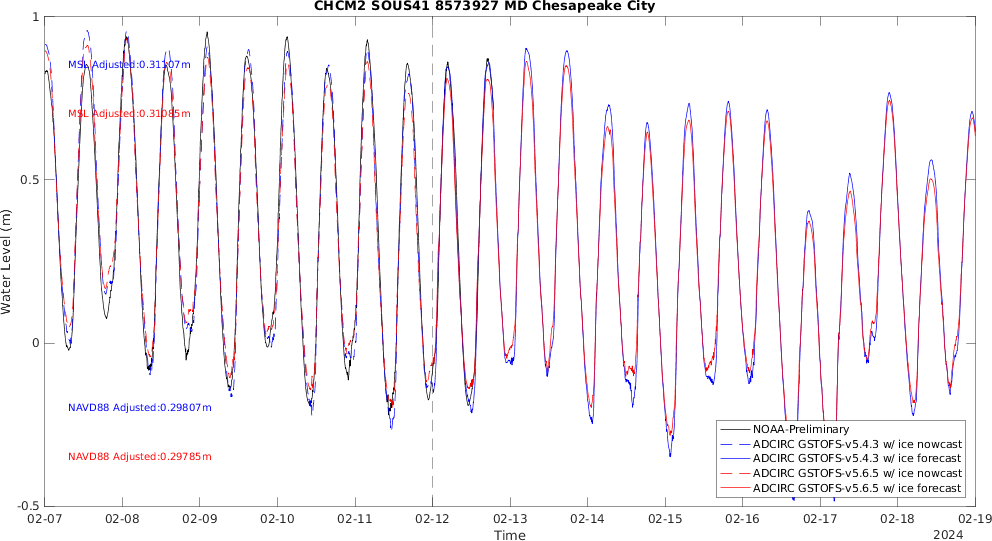 CHCM2 SOUS41 8573927 MD Chesapeake City
1
0.5
0
-0.5
Water Level (m)
MSL Adjusted:0.31107m
MSL Adjusted:0.31085m
NAVD88 Adjusted:0.29807m
NAVD88 Adjusted:0.29785m
NOAA-Preliminary
ADCIRC GSTOFS-v5.4.3 w/ ice nowcast
ADCIRC GSTOFS-v5.4.3 w/ ice forecast
ADCIRC GSTOFS-v5.6.5 w/ ice nowcast
ADCIRC GSTOFS-v5.6.5 w/ ice forecast
02-07 02-08 02-09 02-10 02-11 02-12 02-13 02-14 02-15 02-16 02-17 02-18 02-19
Time
2024